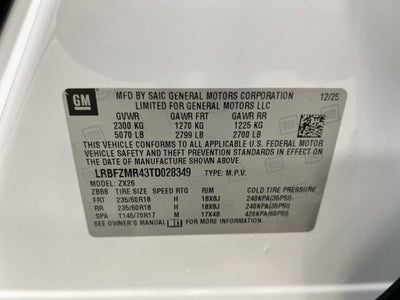 GM
MFD BY SAIC GENERAL MOTORS CORPORATION
LIMITED FOR GENERAL MOTORS LLC
12/25
GVWR GAWR FRT GAWR RR
2300 KG 1270 KG 1225 KG
5070 LB 2799 LB 2700 LB
THIS VEHICLE CONFORMS TO ALL APPLICABLE U.S. FEDERAL MOTOR
VEHICLE SAFETY, BUMPER, AND THEFT PREVENTION STANDARDS IN EFFECT ON THE
DATE OF MANUFACTURE SHOWN ABOVE.
LRBFZMR43TD028349 TYPE: M.P.V.
MODEL: ZX26
ZBBB TIRE SIZE SPEED RTG RIM COLD TIRE PRESSURE
FRT 235/60R18 H 18X8J 240KPA(35PSI)
RR 235/60R18 H 18X8J 240KPA(35PSI)
SPA T145/70R17 M 17X4B 420KPA(60PSI)
SEE OWNER'S MANUAL FOR MORE INFORMATION.